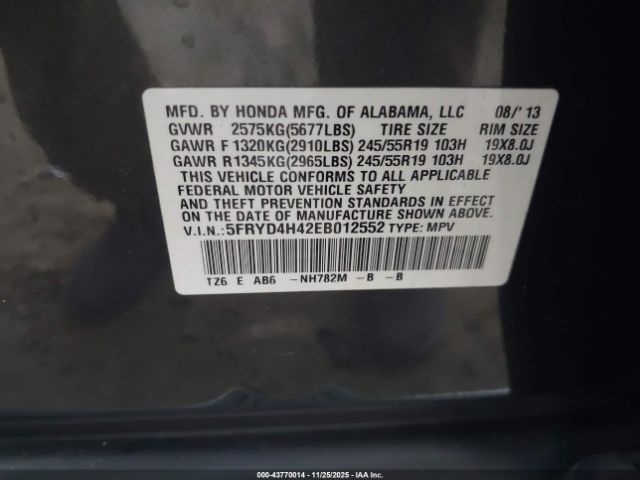 MFD. BY HONDA MFG. OF ALABAMA, LLC 08/'13
GVWR 2575KG(5677LBS) TIRE SIZE RIM SIZE
GAWR F 1320KG(2910LBS) 245/55R19 103H 19X8.0J
GAWR R 1345KG(2965LBS) 245/55R19 103H 19X8.0J
THIS VEHICLE CONFORMS TO ALL APPLICABLE
FEDERAL MOTOR VEHICLE SAFETY
AND THEFT PREVENTION STANDARDS IN EFFECT
ON THE DATE OF MANUFACTURE SHOWN ABOVE.
V.I.N.:5FRYD4H42EB012552 TYPE: MPV
TZ6 E AB6 -NH782M -B -B
000-43770014 - 11/25/2025 - IAA Inc.